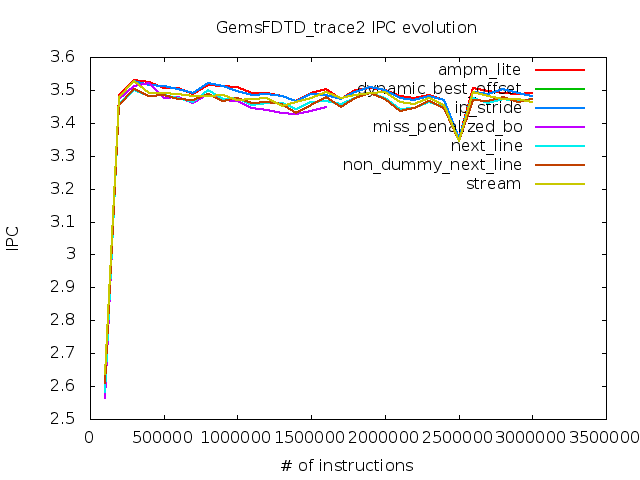 GemsFDTD_trace2 IPC evolution
3.6
3.5
3.4
3.3
3.2
3.1
3
2.9
2.8
2.7
2.6
2.5
IPC
ampm_lite
dynamic_best_offset
ip_stride
miss_penalized_bo
next_line
non_dummy_next_line
stream
0 500000 1000000 1500000 2000000 2500000 3000000 3500000
# of instructions